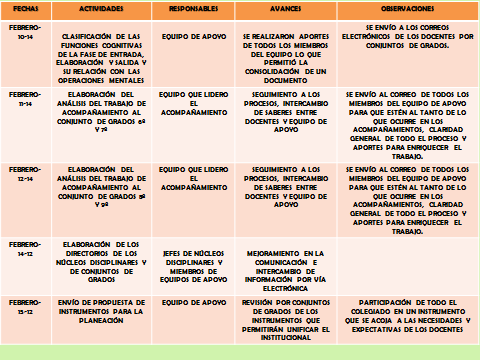 FECHAS ACTIVIDADES RESPONSABLES AVANCES OBSERVACIONES
FEBRERO-
10-14
CLASIFICACIÓN DE LAS
FUNCIONES COGNITIVAS
DE LA FASE DE ENTRADA,
ELABORACIÓN Y SALIDA Y
SU RELACIÓN CON LAS
OPERACIONES MENTALES
EQUIPO DE APOYO
SE REALIZARON APORTES
DE TODOS LOS MIEMBROS
DEL EQUIPO LO QUE
PERMITIÓ LA
CONSOLIDACIÓN DE UN
DOCUMENTO
SE ENVÍO A LOS CORREOS
ELECTRÓNICOS DE LOS DOCENTES POR
CONJUNTOS DE GRADOS.
FEBRERO-
11-14
ELABORACIÓN DEL
ANÁLISIS DEL TRABAJO DE
ACOMPAÑAMIENTO AL
CONJUNTO DE GRADOS 6º
Y 7º
EQUIPO QUE LIDERO
EL
ACOMPAÑAMIENTO
SEGUIMIENTO A LOS
PROCESOS, INTERCAMBIO
DE SABERES ENTRE
DOCENTES Y EQUIPO DE
APOYO
SE ENVÍO AL CORREO DE TODOS LOS
MIEMBROS DEL EQUIPO DE APOYO
PARA QUE ESTÉN AL TANTO DE LO
QUE OCURRE EN LOS
ACOMPAÑAMIENTOS, CLARIDAD
GENERAL DE TODO EL PROCESO Y
APORTES PARA ENRIQUECER EL
TRABAJO.
FEBRERO-
12-14
ELABORACIÓN DEL
ANÁLISIS DEL TRABAJO DE
ACOMPAÑAMIENTO AL
CONJUNTO DE GRADOS 8º
Y 9º
EQUIPO QUE LIDERO
EL
ACOMPAÑAMIENTO
SEGUIMIENTO A LOS
PROCESOS, INTERCAMBIO
DE SABERES ENTRE
DOCENTES Y EQUIPO DE
APOYO
SE ENVÍO AL CORREO DE TODOS LOS
MIEMBROS DEL EQUIPO DE APOYO
PARA QUE ESTÉN AL TANTO DE LO
QUE OCURRE EN LOS
ACOMPAÑAMIENTOS, CLARIDAD
GENERAL DE TODO EL PROCESO Y
APORTES PARA ENRIQUECER EL
TRABAJO.
FEBRERO-
14-12
ELABORACIÓN DE LOS
DIRECTORIOS DE LOS
NÚCLEOS DISCIPLINARES Y
DE CONJUNTOS DE
GRADOS
JEFES DE NÚCLEOS
DISCIPLINARES Y
MIEMBROS DE
EQUIPOS DE APOYO
MEJORAMIENTO EN LA
COMUNICACIÓN E
INTERCAMBIO DE
INFORMACIÓN POR VÍA
ELECTRÓNICA
FEBRERO-
15-12
ENVÍO DE PROPUESTA DE
INSTRUMENTOS PARA LA
PLANEACIÓN
EQUIPO DE APOYO
REVISIÓN POR CONJUNTOS
DE GRADOS DE LOS
INSTRUMENTOS QUE
PERMITIRÁN UNIFICAR EL
INSTITUCIONAL
PARTICIPACIÓN DE TODO EL
COLEGIADO EN UN INSTRUMENTO
QUE SE ACOJA A LAS NECESIDADES Y
EXPECTATIVAS DE LOS DOCENTES